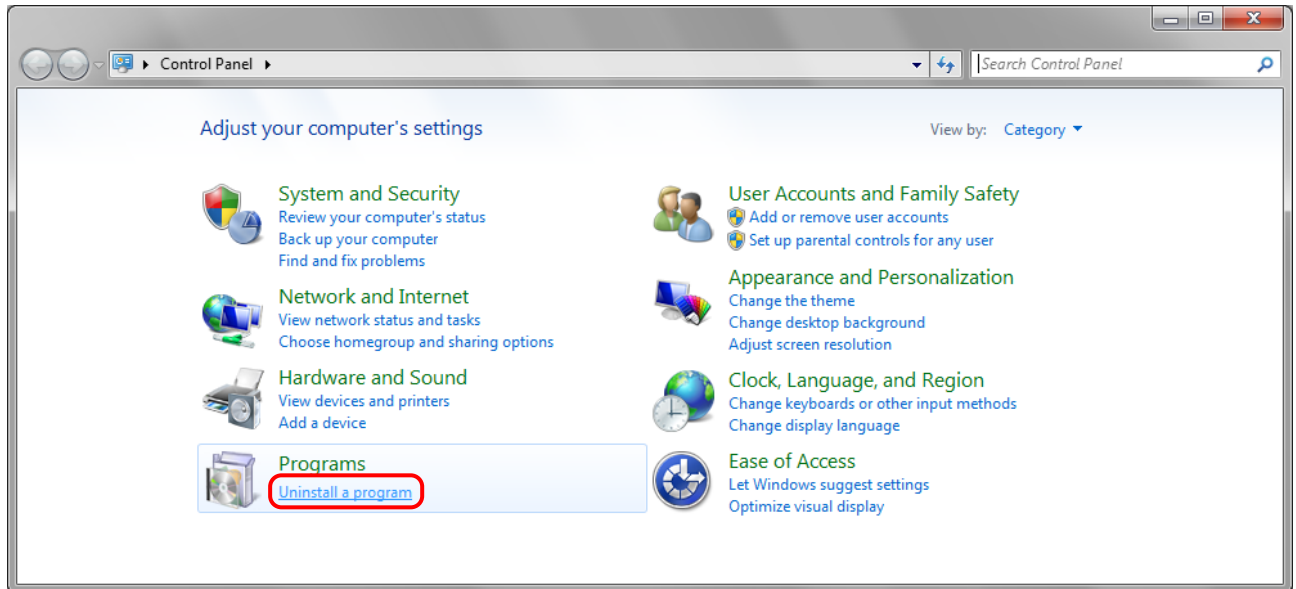 Control Panel
Search Control Panel
Adjust your computer's settings
View by: Category
System and Security
Review your computer's status
Back up your computer
Find and fix problems
Network and Internet
View network status and tasks
Choose homegroup and sharing options
Hardware and Sound
View devices and printers
Add a device
Programs
Uninstall a program
User Accounts and Family Safety
Add or remove user accounts
Set up parental controls for any user
Appearance and Personalization
Change the theme
Change desktop background
Adjust screen resolution
Clock, Language, and Region
Change keyboards or other input methods
Change display language
Ease of Access
Let Windows suggest settings
Optimize visual display